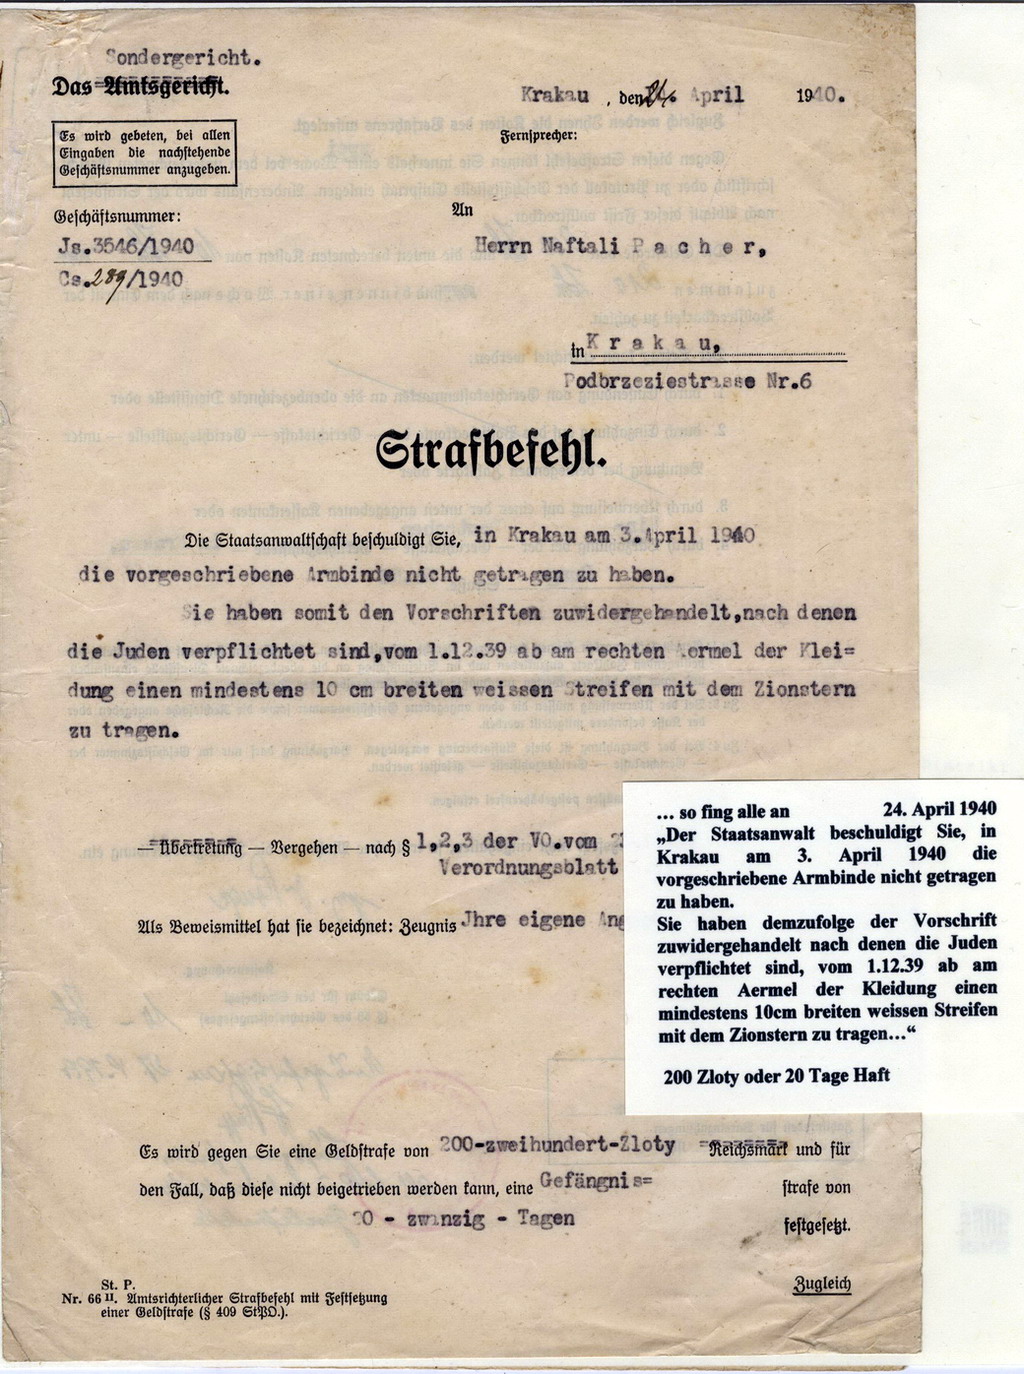 Sondergericht.
Das Amtsgericht.
Krakau, den 24. April 1940.
Es wird gebeten, bei allen
Eingaben die nachstehende
Geschäftsnummer anzugeben.
Fernsprecher:
Geschäftsnummer:
Js.3546/1940
Cs.289/1940
An
Herrn Naftali Pacher,
in Krakau,
Podbrzeziestrasse Nr.6
Strafbefehl.
Die Staatsanwaltschaft beschuldigt Sie, in Krakau am 3.April 1940
die vorgeschriebene Armbinde nicht getragen zu haben.
Sie haben somit den Vorschriften zuwidergehandelt,nach denen
die Juden verpflichtet sind,vom 1.12.39 ab am rechten Aermel der Klei=
dung einen mindestens 10 cm breiten weissen Streifen mit dem Zionstern
zu tragen.
— Übertretung — Vergehen — nach § 1,2,3 der VO.vom
Verordnungsblatt
Als Beweismittel hat sie bezeichnet: Zeugnis Jhre eigene
Es wird gegen Sie eine Geldstrafe von 200-zweihundert-Zloty Reichsmark und für
den Fall, daß diese nicht beigetrieben werden kann, eine Gefängnis= strafe von
20 - zwanzig - Tagen festgesetzt.
Zugleich
St. P.
Nr. 66 II. Amtsrichterlicher Strafbefehl mit Festsetzung
einer Geldstrafe (§ 409 StPO.).
... so fing alle an 24. April 1940
„Der Staatsanwalt beschuldigt Sie, in
Krakau am 3. April 1940 die
vorgeschriebene Armbinde nicht getragen
zu haben.
Sie haben demzufolge der Vorschrift
zuwidergehandelt nach denen die Juden
verpflichtet sind, vom 1.12.39 ab am
rechten Aermel der Kleidung einen
mindestens 10cm breiten weissen Streifen
mit dem Zionstern zu tragen...“
200 Zloty oder 20 Tage Haft